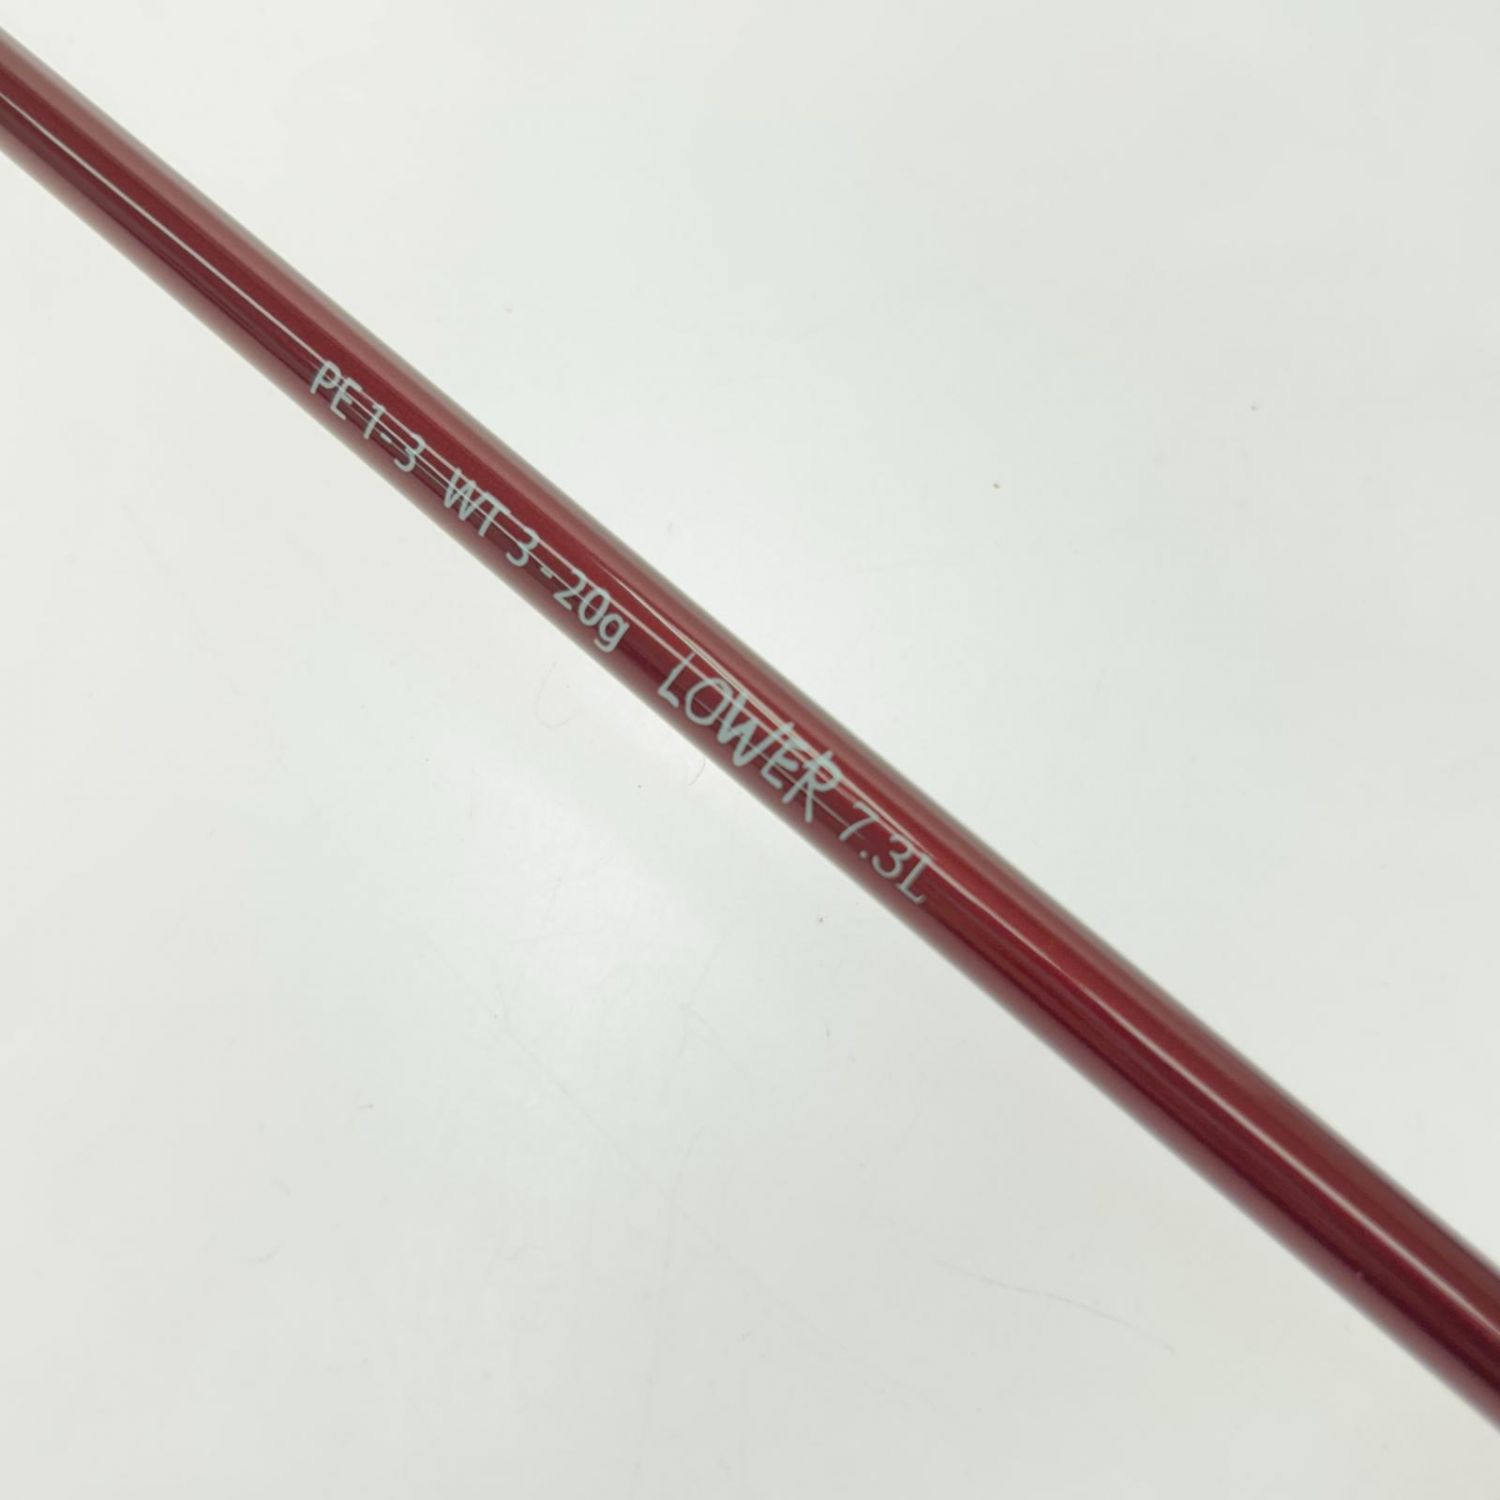 PE 1-3 WT 3-20g LOWER 7.3L